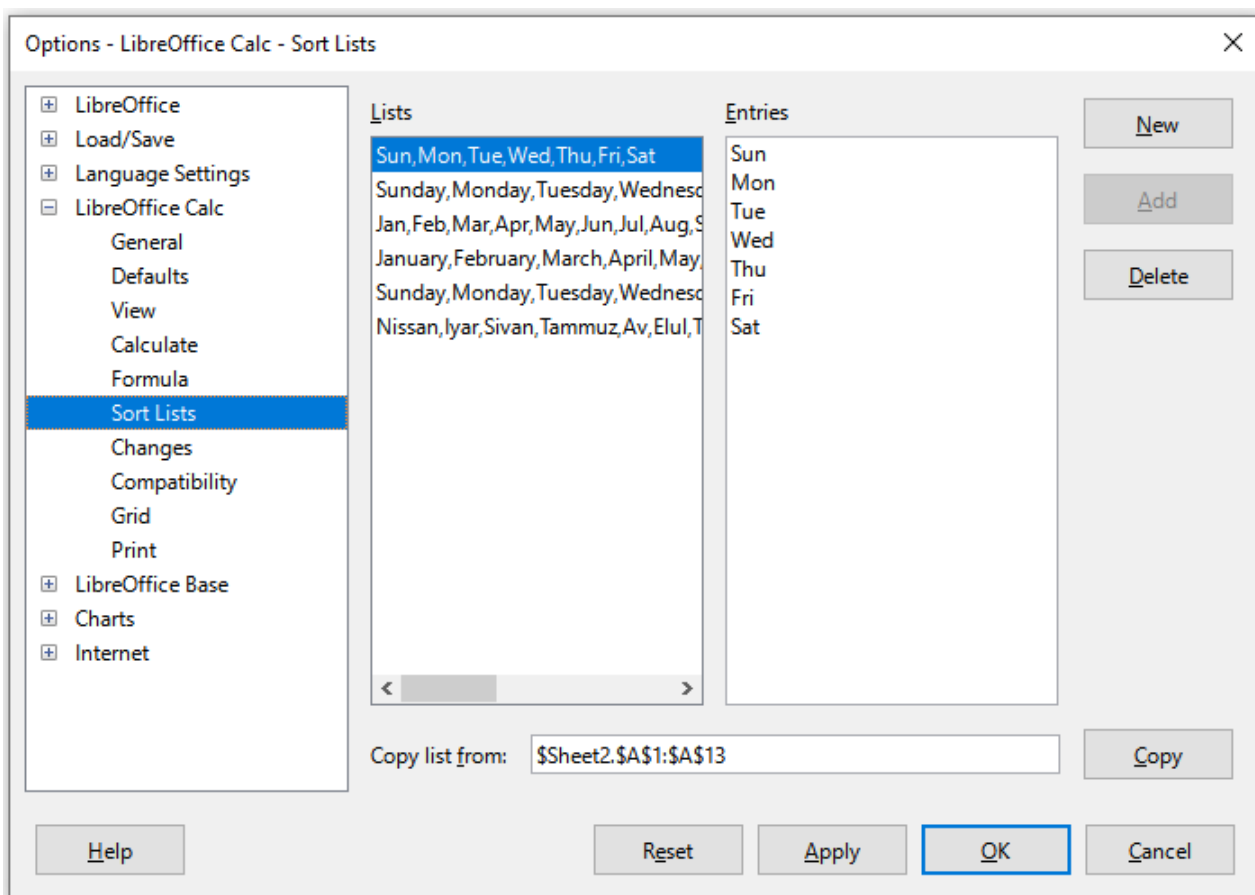 Options - LibreOffice Calc - Sort Lists
LibreOffice
Load/Save
Language Settings
LibreOffice Calc
General
Defaults
View
Calculate
Formula
Sort Lists
Changes
Compatibility
Grid
Print
LibreOffice Base
Charts
Internet
Lists
Sun,Mon,Tue,Wed,Thu,Fri,Sat
Sunday,Monday,Tuesday,Wednesd
Jan,Feb,Mar,Apr,May,Jun,Jul,Aug,S
January,February,March,April,May,
Sunday,Monday,Tuesday,Wednesd
Nissan,Iyar,Sivan,Tammuz,Av,Elul,T
Entries
Sun
Mon
Tue
Wed
Thu
Fri
Sat
New
Add
Delete
Copy list from:
$Sheet2.$A$1:$A$13
Copy
Help
Reset
Apply
OK
Cancel